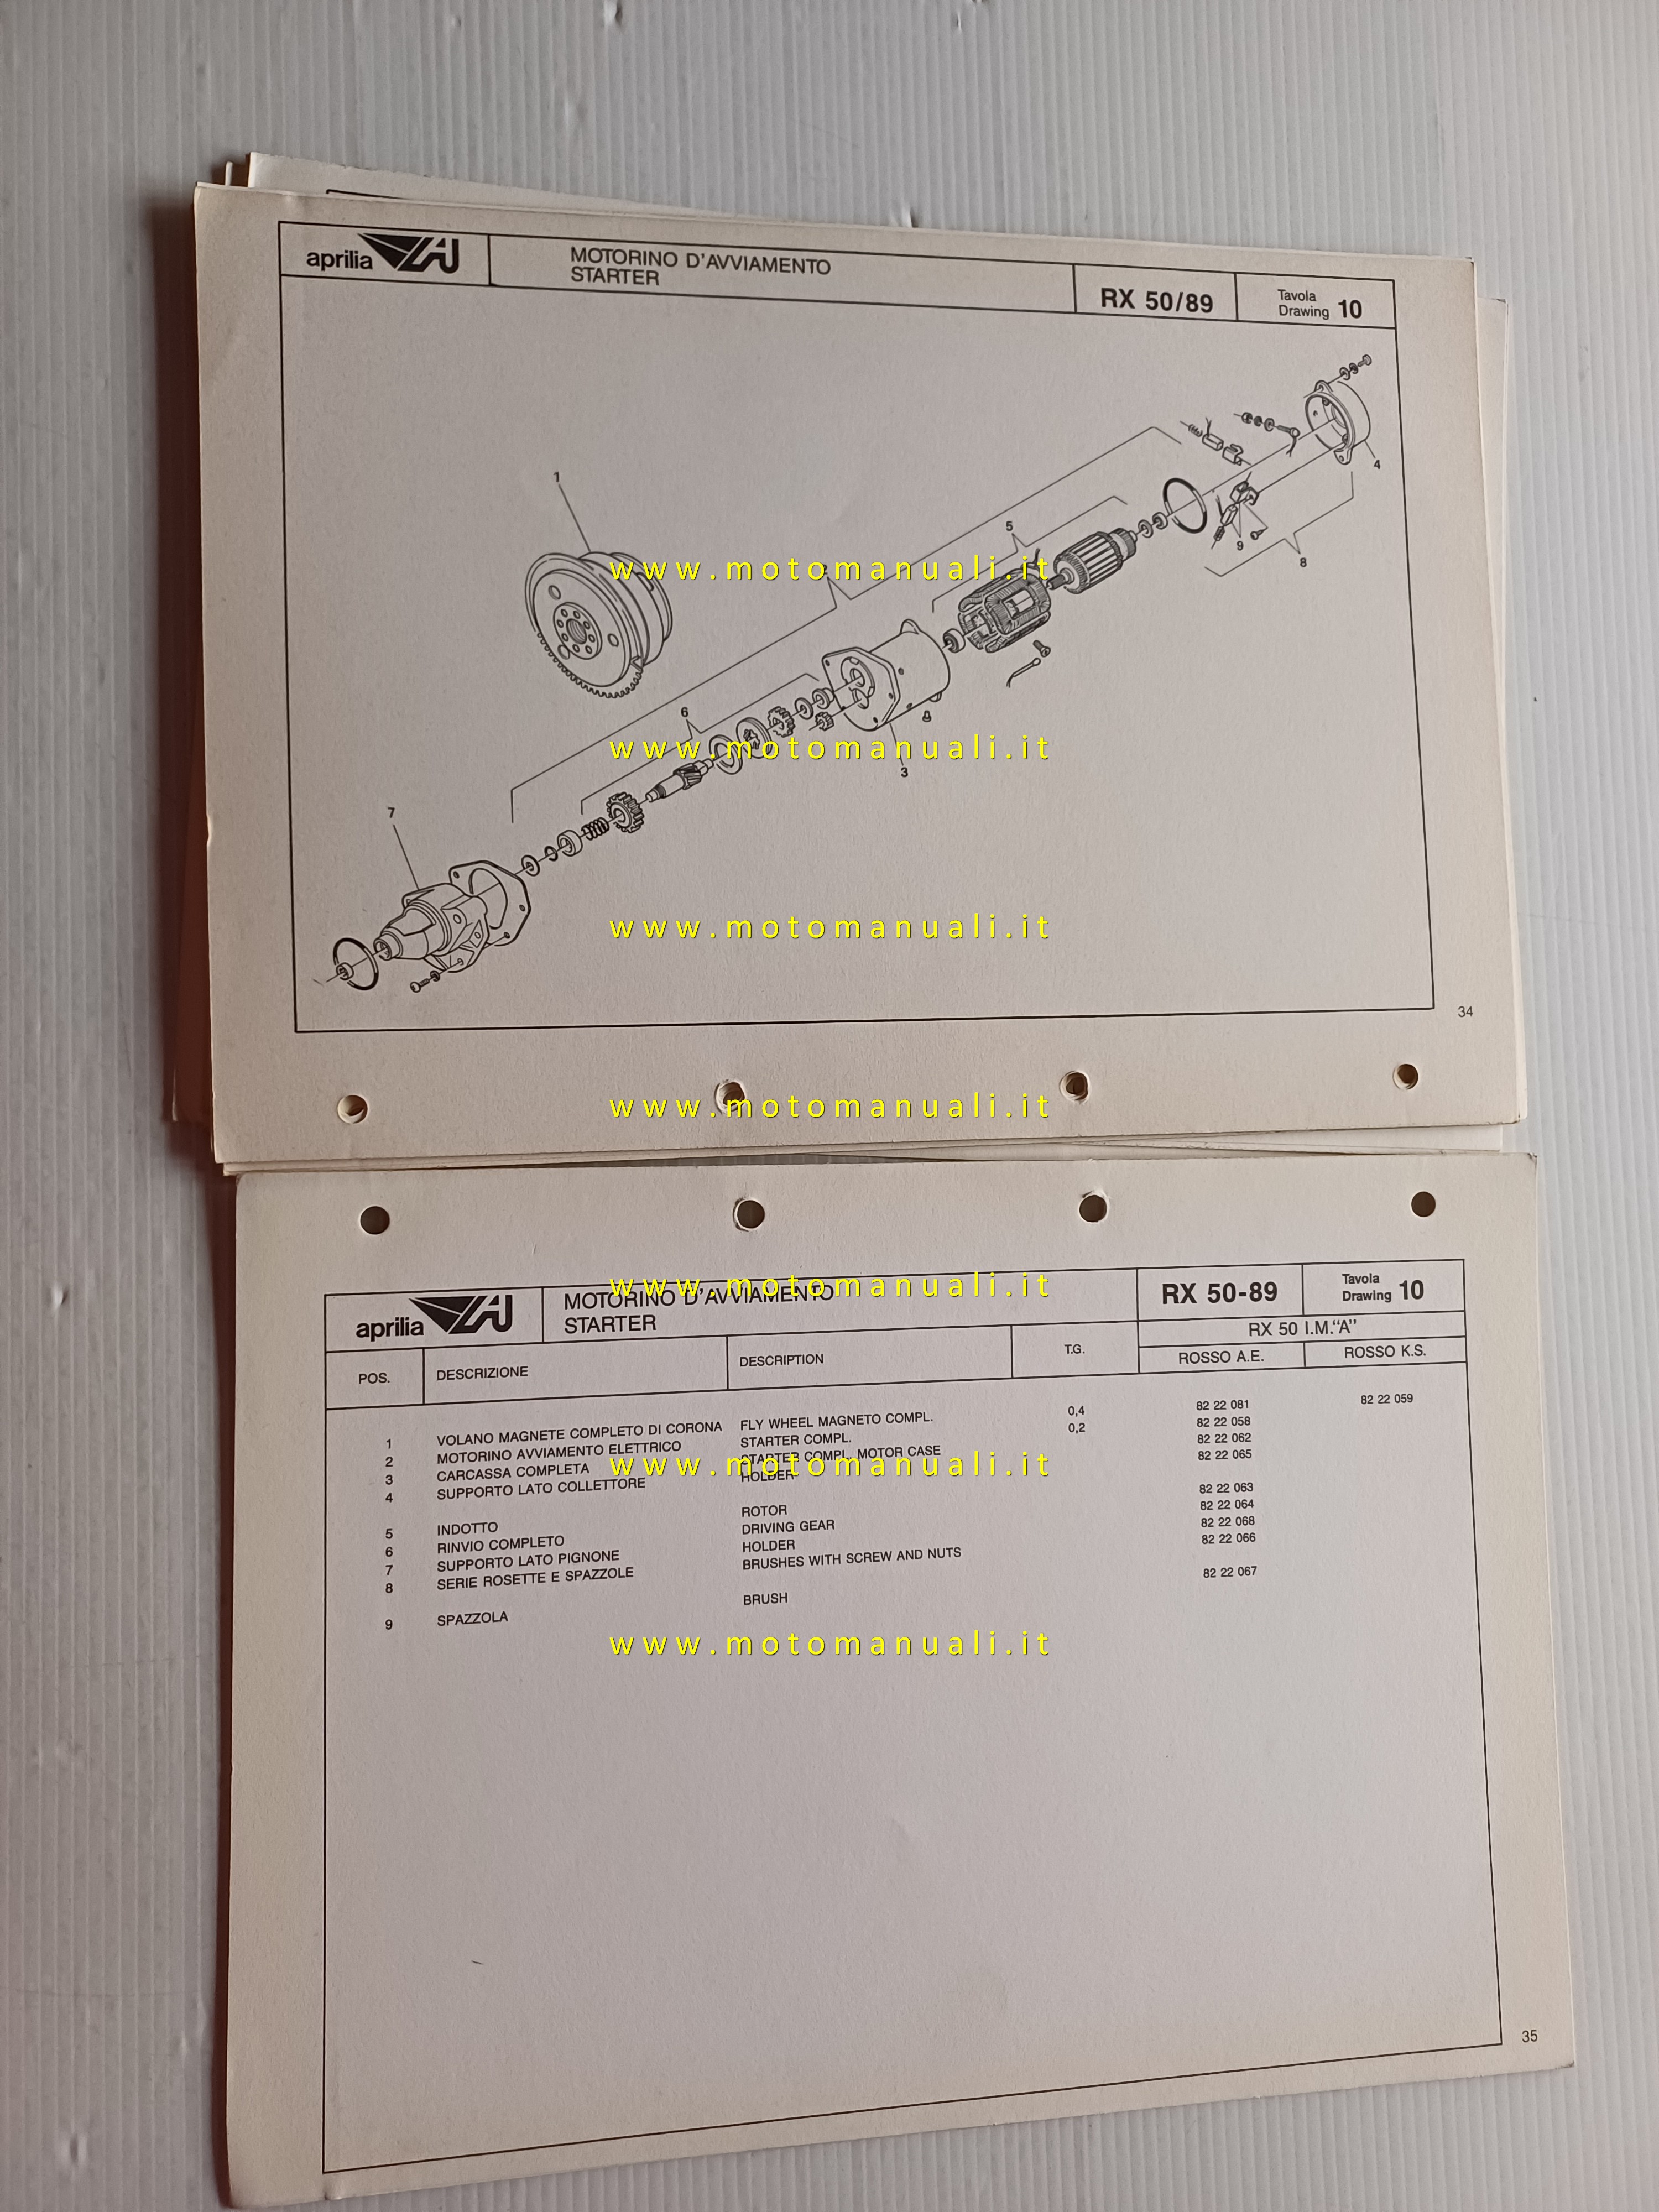 aprilia
MOTORINO D'AVVIAMENTO
STARTER
RX 50/89
Tavola
Drawing 10
1
2
3
4
5
6
7
8
9
www.motomanuali.it
www.motomanuali.it
www.motomanuali.it
34
www.motomanuali.it
aprilia
MOTORINO D'AVVIAMENTO
STARTER
www.motomanuali.it
RX 50-89
Tavola
Drawing 10
RX 50 I.M."A"
POS. DESCRIZIONE DESCRIPTION T.G. ROSSO A.E. ROSSO K.S.
1 VOLANO MAGNETE COMPLETO DI CORONA FLY WHEEL MAGNETO COMPL. 0,4 82 22 081 82 22 059
2 MOTORINO AVVIAMENTO ELETTRICO STARTER COMPL. 0,2 82 22 058
3 CARCASSA COMPLETA STARTER COMPL. MOTOR CASE 82 22 062
4 SUPPORTO LATO COLLETTORE HOLDER 82 22 065
www.motomanuali.it
5 INDOTTO ROTOR 82 22 063
6 RINVIO COMPLETO DRIVING GEAR 82 22 064
7 SUPPORTO LATO PIGNONE HOLDER 82 22 068
8 SERIE ROSETTE E SPAZZOLE BRUSHES WITH SCREW AND NUTS 82 22 066
9 SPAZZOLA BRUSH 82 22 067
www.motomanuali.it
35